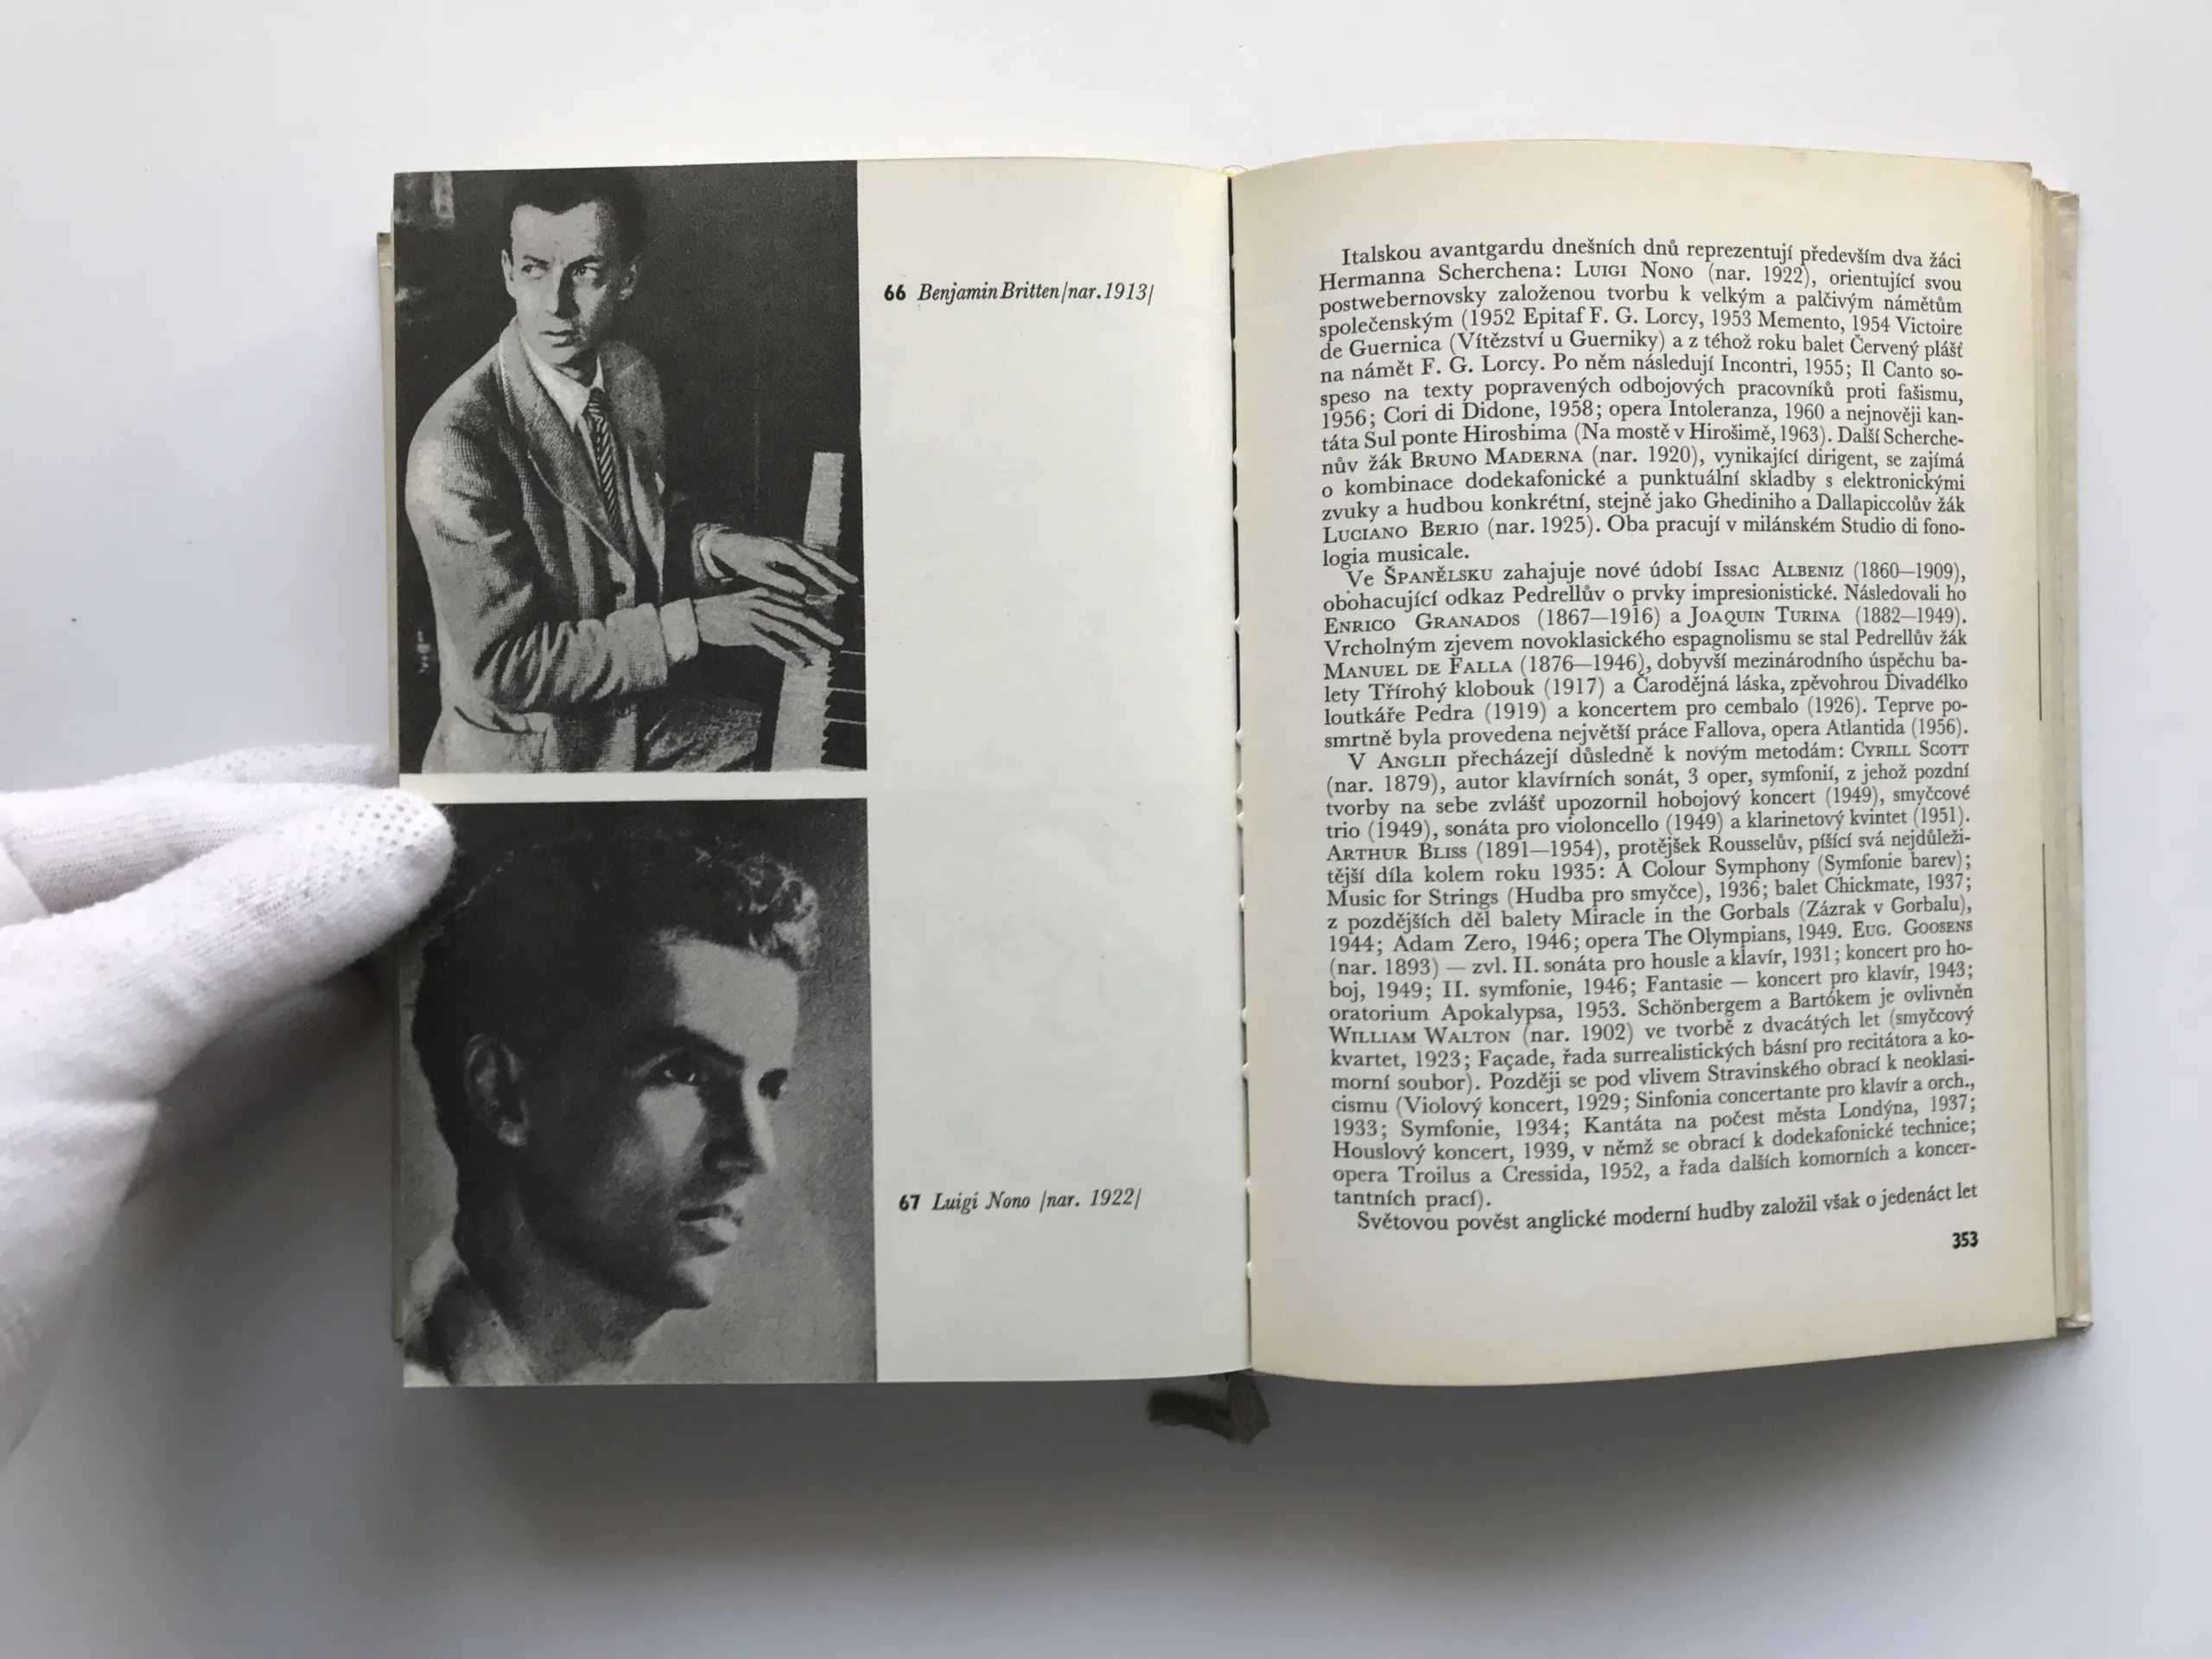 66 Benjamin Britten /nar. 1913/
67 Luigi Nono /nar. 1922/
Italskou avantgardu dnešních dnů reprezentují především dva žáci
Hermanna Scherchena: LUIGI NONO (nar. 1922), orientující svou
postwebernovsky založenou tvorbu k velkým a palčivým námětům
společenským (1952 Epitaf F. G. Lorcy, 1953 Memento, 1954 Victoire
de Guernica (Vítězství u Guerniky) a z téhož roku balet Červený plášť
na námět F. G. Lorcy. Po něm následují Incontri, 1955; Il Canto so-
speso na texty popravených odbojových pracovníků proti fašismu,
1956; Cori di Didone, 1958; opera Intoleranza, 1960 a nejnověji kan-
táta Sul ponte Hiroshima (Na mostě v Hirošimě, 1963). Další Scherche-
nův žák BRUNO MADERNA (nar. 1920), vynikající dirigent, se zajímá
o kombinace dodekafonické a punktuální skladby s elektronickými
zvuky a hudbou konkrétní, stejně jako Ghediniho a Dallapiccolův žák
LUCIANO BERIO (nar. 1925). Oba pracují v milánském Studio di fono-
logia musicale.
Ve ŠPANĚLSKU zahajuje nové údobí ISSAC ALBENIZ (1860—1909),
obohacující odkaz Pedrellův o prvky impresionistické. Následovali ho
ENRICO GRANADOS (1867—1916) a JOAQUIN TURINA (1882—1949).
Vrcholným zjevem novoklasického espagnolismu se stal Pedrellův žák
MANUEL DE FALLA (1876—1946), dobyvší mezinárodního úspěchu ba-
lety Třírohý klobouk (1917) a Čarodějná láska, zpěvohrou Divadélko
loutkáře Pedra (1919) a koncertem pro cembalo (1926). Teprve po-
smrtně byla provedena největší práce Fallova, opera Atlantida (1956).
V ANGLII přecházejí důsledně k novým metodám: CYRILL SCOTT
(nar. 1879), autor klavírních sonát, 3 oper, symfonií, z jehož pozdní
tvorby na sebe zvlášť upozornil hobojový koncert (1949), smyčcové
trio (1949), sonáta pro violoncello (1949) a klarinetový kvintet (1951).
ARTHUR BLISS (1891—1954), protějšek Rousselův, píšící svá nejdůleži-
tější díla kolem roku 1935: A Colour Symphony (Symfonie barev);
Music for Strings (Hudba pro smyčce), 1936; balet Chickmate, 1937;
z pozdějších děl balety Miracle in the Gorbals (Zázrak v Gorbalu),
1944; Adam Zero, 1946; opera The Olympians, 1949. EUG. GOOSENS
(nar. 1893) — zvl. II. sonáta pro housle a klavír, 1931; koncert pro ho-
boj, 1949; II. symfonie, 1946; Fantasie — koncert pro klavír, 1943;
oratorium Apokalypsa, 1953. Schönbergem a Bartókem je ovlivněn
WILLIAM WALTON (nar. 1902) ve tvorbě z dvacátých let (smyčcový
kvartet, 1923; Façade, řada surrealistických básní pro recitátora a ko-
morní soubor). Později se pod vlivem Stravinského obrací k neoklasi-
cismu (Violový koncert, 1929; Sinfonia concertante pro klavír a orch.,
1933; Symfonie, 1934; Kantáta na počest města Londýna, 1937;
Houslový koncert, 1939, v němž se obrací k dodekafonické technice;
opera Troilus a Cressida, 1952, a řada dalších komorních a koncer-
tantních prací).
Světovou pověst anglické moderní hudby založil však o jedenáct let
353